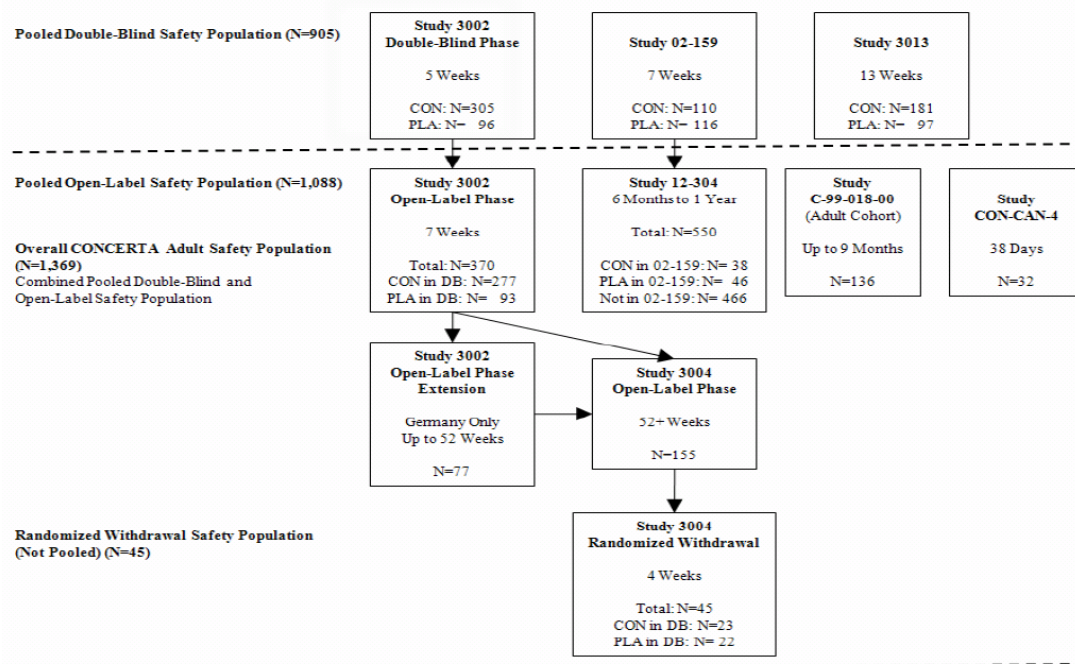 Pooled Double-Blind Safety Population (N=905)
Study 3002
Double-Blind Phase
5 Weeks
CON: N=305
PLA: N= 96
Study 02-159
7 Weeks
CON: N=110
PLA: N= 116
Study 3013
13 Weeks
CON: N=181
PLA: N= 97
Pooled Open-Label Safety Population (N=1,088)
Overall CONCERTA Adult Safety Population
(N=1,369)
Combined Pooled Double-Blind and
Open-Label Safety Population
Study 3002
Open-Label Phase
7 Weeks
Total: N=370
CON in DB: N=277
PLA in DB: N= 93
Study 12-304
6 Months to 1 Year
Total: N=550
CON in 02-159: N= 38
PLA in 02-159: N= 46
Not in 02-159: N= 466
Study
C-99-018-00
(Adult Cohort)
Up to 9 Months
N=136
Study
CON-CAN-4
38 Days
N=32
Study 3002
Open-Label Phase
Extension
Germany Only
Up to 52 Weeks
N=77
Study 3004
Open-Label Phase
52+ Weeks
N=155
Randomized Withdrawal Safety Population
(Not Pooled) (N=45)
Study 3004
Randomized Withdrawal
4 Weeks
Total: N=45
CON in DB: N=23
PLA in DB: N= 22